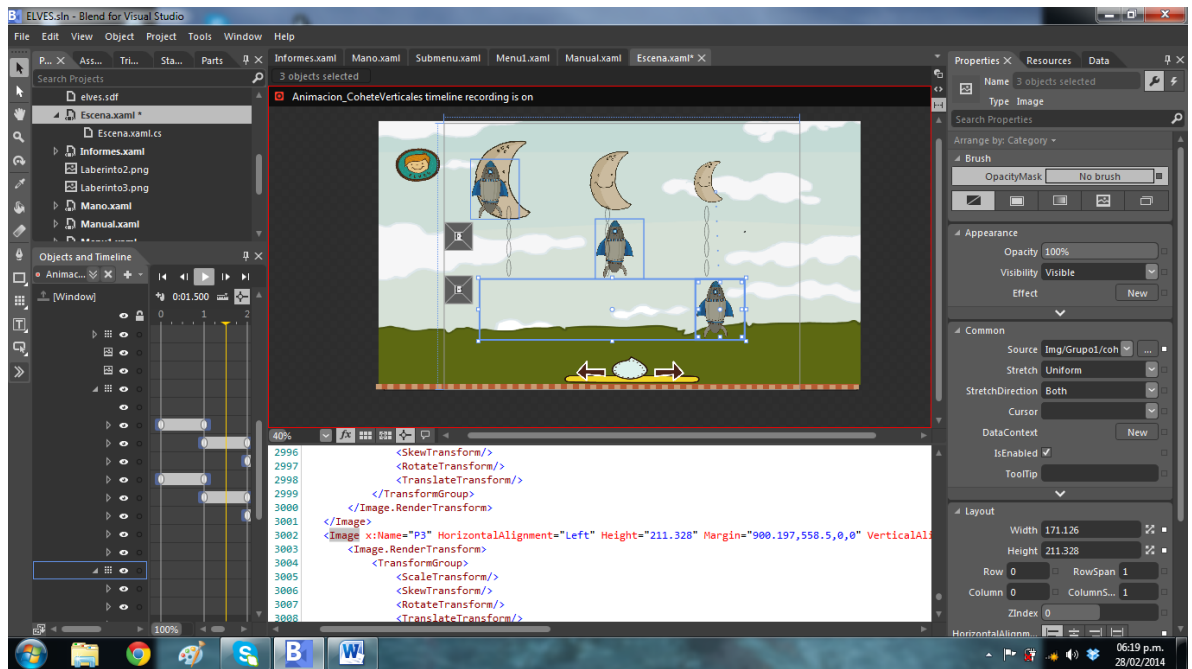 ELVES.sln - Blend for Visual Studio
File Edit View Object Project Tools Window Help
P... Ass... Tri... Sta... Parts
Search Projects
elves.sdf
Escena.xaml *
Escena.xaml.cs
Informes.xaml
Laberinto2.png
Laberinto3.png
Mano.xaml
Manual.xaml
Objects and Timeline
Animac...
[Window] 0:01.500
0 1 2
100%
Informes.xaml Mano.xaml Submenu.xaml Menu1.xaml Manual.xaml Escena.xaml*
3 objects selected
Animacion_CoheteVerticales timeline recording is on
40% fx
2996 <SkewTransform/>
2997 <RotateTransform/>
2998 <TranslateTransform/>
2999 </TransformGroup>
3000 </Image.RenderTransform>
3001 </Image>
3002 <Image x:Name="P3" HorizontalAlignment="Left" Height="211.328" Margin="900.197,558.5,0,0" VerticalAli
3003 <Image.RenderTransform>
3004 <TransformGroup>
3005 <ScaleTransform/>
3006 <SkewTransform/>
3007 <RotateTransform/>
3008 <TranslateTransform/>
Properties Resources Data
Name 3 objects selected
Type Image
Search Properties
Arrange by: Category
Brush
OpacityMask No brush
Appearance
Opacity 100%
Visibility Visible
Effect New
Common
Source Img/Grupo1/coh ...
Stretch Uniform
StretchDirection Both
Cursor
DataContext New
IsEnabled
ToolTip
Layout
Width 171.126
Height 211.328
Row 0 RowSpan 1
Column 0 ColumnS... 1
ZIndex 0
HorizontalAlignm...
06:19 p.m.
28/02/2014